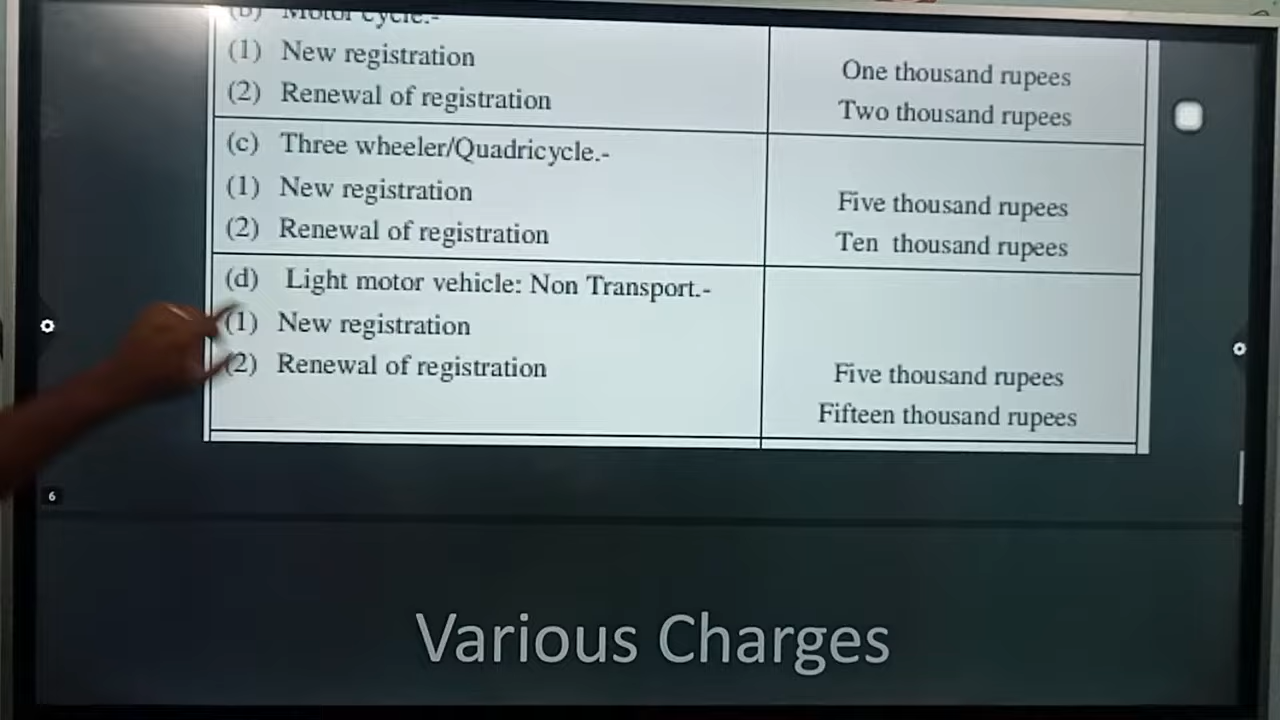 (b) Motor cycle.-
(1) New registration
One thousand rupees
(2) Renewal of registration
Two thousand rupees
(c) Three wheeler/Quadricycle.-
(1) New registration
Five thousand rupees
(2) Renewal of registration
Ten thousand rupees
(d) Light motor vehicle: Non Transport.-
(1) New registration
(2) Renewal of registration
Five thousand rupees
Fifteen thousand rupees
6
Various Charges